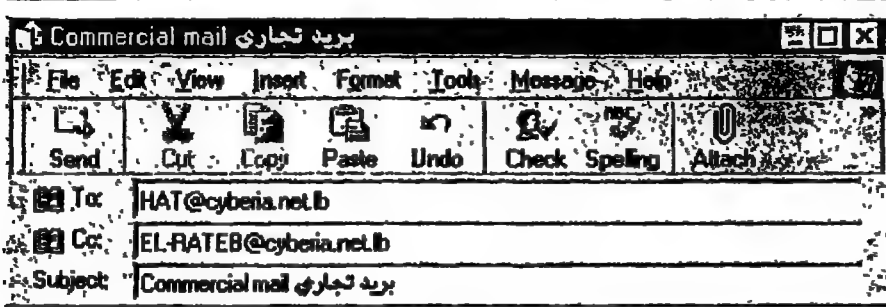 Commercial mail بريد تجاري
File Edit View Insert Format Tools Message Help
Send Cut Copy Paste Undo Check Spelling Attach
To: HAT@cyberia.net.lb
Cc: EL-RATEB@cyberia.net.lb
Subject: Commercial mail بريد تجاري